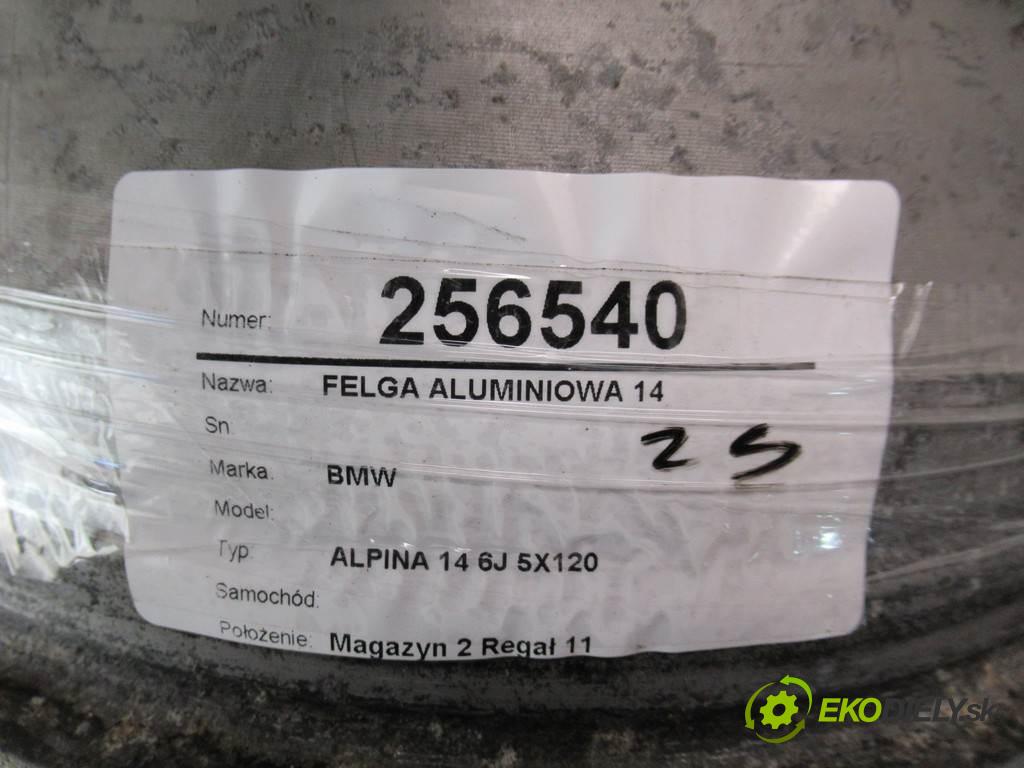 Numer: 256540
Nazwa: FELGA ALUMINIOWA 14
Sn
25
Marka: BMW
Model:
Typ: ALPINA 14 6J 5X120
Samochód:
Położenie: Magazyn 2 Regał 11
EKODIELY.sk